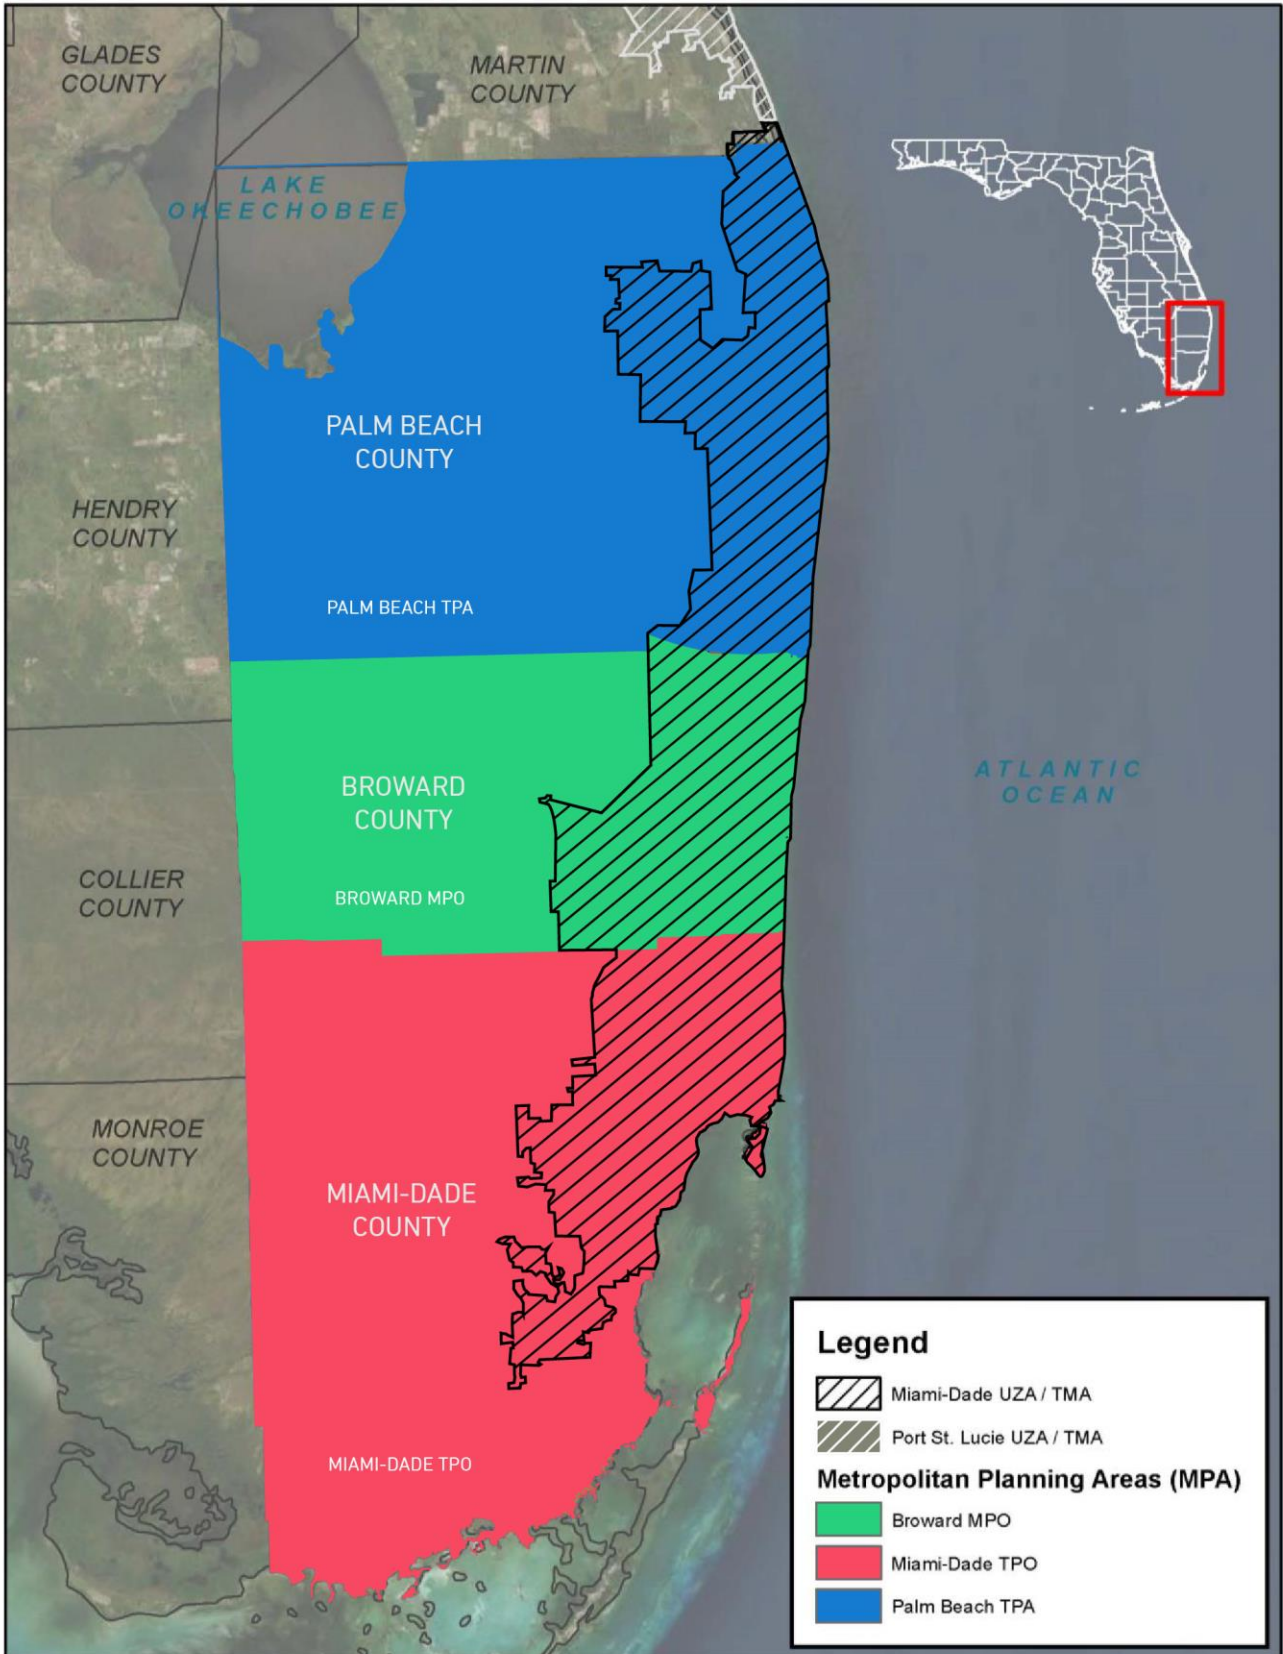 GLADES
COUNTY
MARTIN
COUNTY
LAKE
OKEECHOBEE
PALM BEACH
COUNTY
HENDRY
COUNTY
PALM BEACH TPA
ATLANTIC
OCEAN
BROWARD
COUNTY
COLLIER
COUNTY
BROWARD MPO
MONROE
COUNTY
MIAMI-DADE
COUNTY
MIAMI-DADE TPO
Legend
Miami-Dade UZA / TMA
Port St. Lucie UZA / TMA
Metropolitan Planning Areas (MPA)
Broward MPO
Miami-Dade TPO
Palm Beach TPA